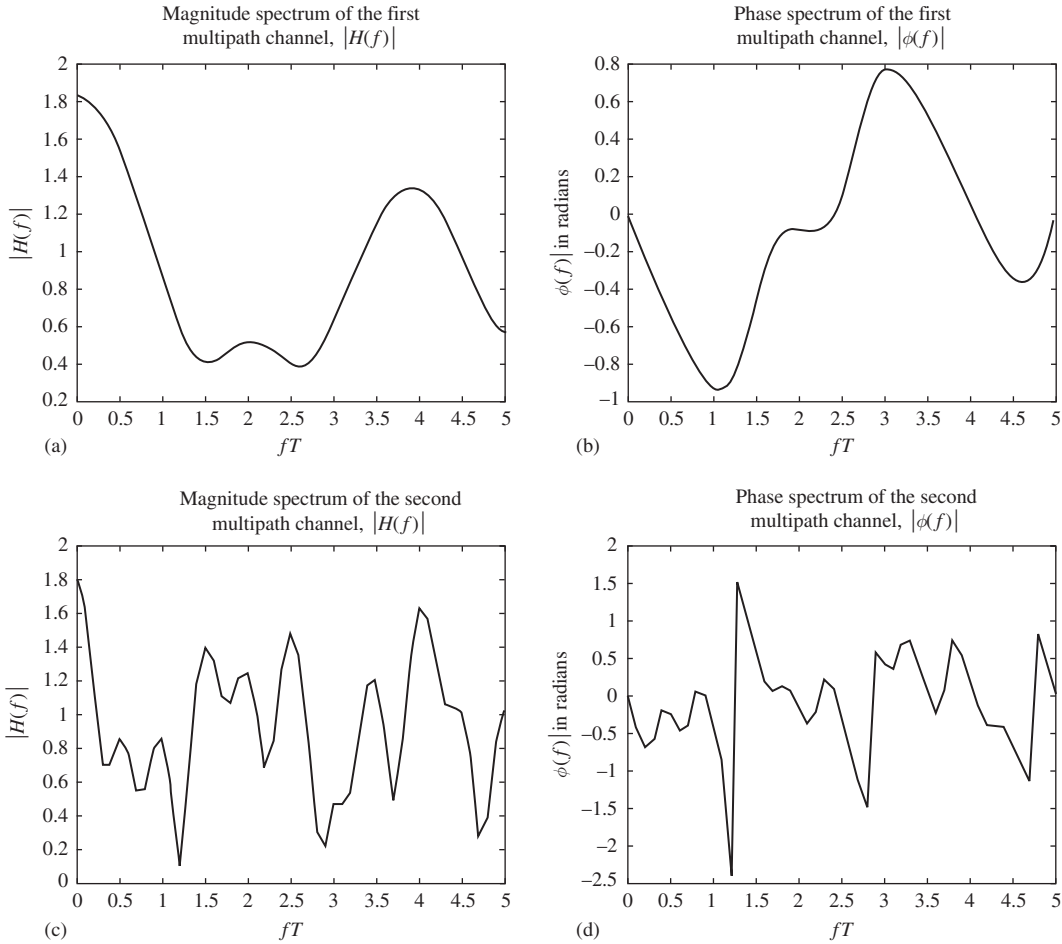 Magnitude spectrum of the first
multipath channel, |H(f)|
2
1.8
1.6
1.4
1.2
1
0.8
0.6
0.4
0.2
|H(f)|
0 0.5 1 1.5 2 2.5 3 3.5 4 4.5 5
(a)
fT
Phase spectrum of the first
multipath channel, |ϕ(f)|
0.8
0.6
0.4
0.2
0
−0.2
−0.4
−0.6
−0.8
−1
ϕ(f)| in radians
0 0.5 1 1.5 2 2.5 3 3.5 4 4.5 5
(b)
fT
Magnitude spectrum of the second
multipath channel, |H(f)|
2
1.8
1.6
1.4
1.2
1
0.8
0.6
0.4
0.2
0
|H(f)|
0 0.5 1 1.5 2 2.5 3 3.5 4 4.5 5
(c)
fT
Phase spectrum of the second
multipath channel, |ϕ(f)|
2
1.5
1
0.5
0
−0.5
−1
−1.5
−2
−2.5
ϕ(f)| in radians
0 0.5 1 1.5 2 2.5 3 3.5 4 4.5 5
(d)
fT